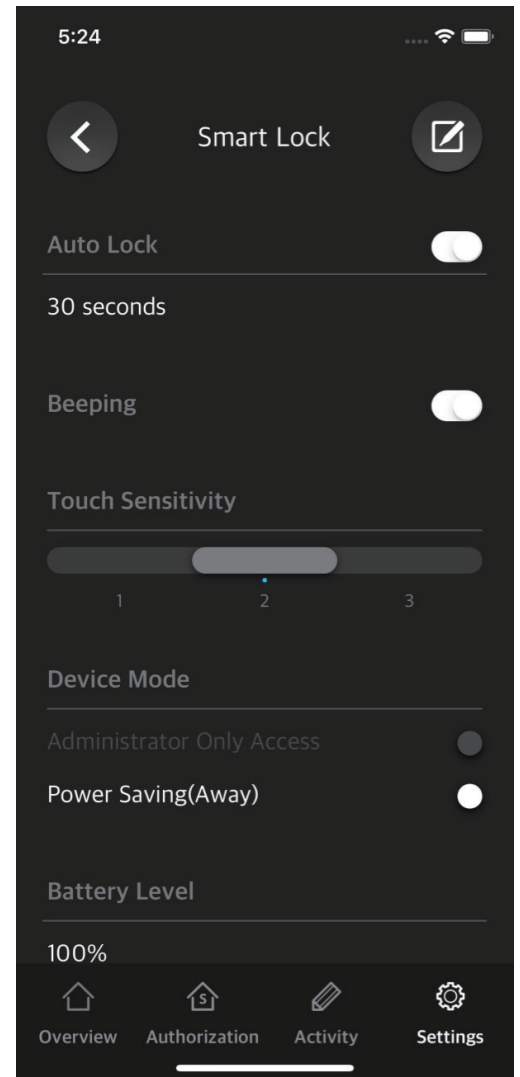 5:24
Smart Lock
Auto Lock
30 seconds
Beeping
Touch Sensitivity
1 2 3
Device Mode
Administrator Only Access
Power Saving(Away)
Battery Level
100%
S
Overview Authorization Activity Settings